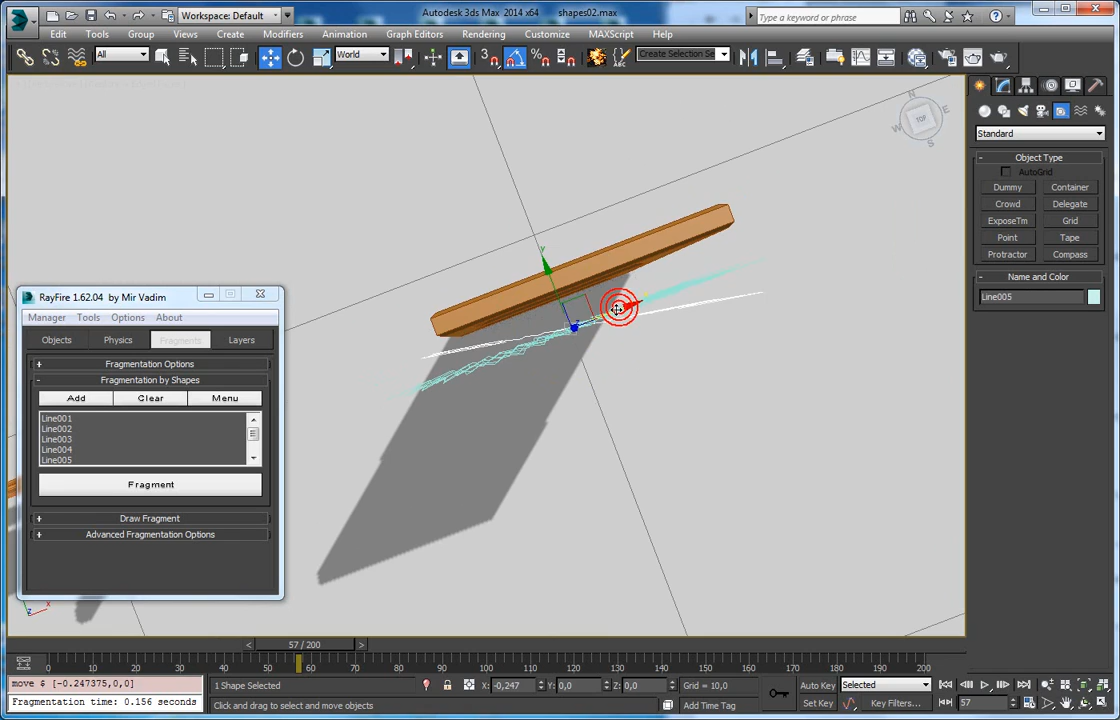 Workspace: Default
Autodesk 3ds Max 2014 x64 shapes02.max
Type a keyword or phrase
Edit Tools Group Views Create Modifiers Animation Graph Editors Rendering Customize MAXScript Help
All
World
Create Selection Se
N
W TOP E
S
Standard
- Object Type
AutoGrid
Dummy Container
Crowd Delegate
ExposeTm Grid
Point Tape
Protractor Compass
- Name and Color
Line005
y
RayFire 1.62.04 by Mir Vadim
Manager Tools Options About
Objects Physics Fragments Layers
+ Fragmentation Options
- Fragmentation by Shapes
Add Clear Menu
Line001
Line002
Line003
Line004
Line005
Fragment
+ Draw Fragment
+ Advanced Fragmentation Options
z x
< 57 / 200 >
0 10 20 30 40 50 60 70 80 90 100 110 120 130 140 150 160 170 180 190 200
move $ [-0.247375,0,0]
Fragmentation time: 0.156 seconds
1 Shape Selected
X: -0,247 Y: 0,0 Z: 0,0 Grid = 10,0
Click and drag to select and move objects
Add Time Tag
Auto Key Selected
Set Key Key Filters...
57